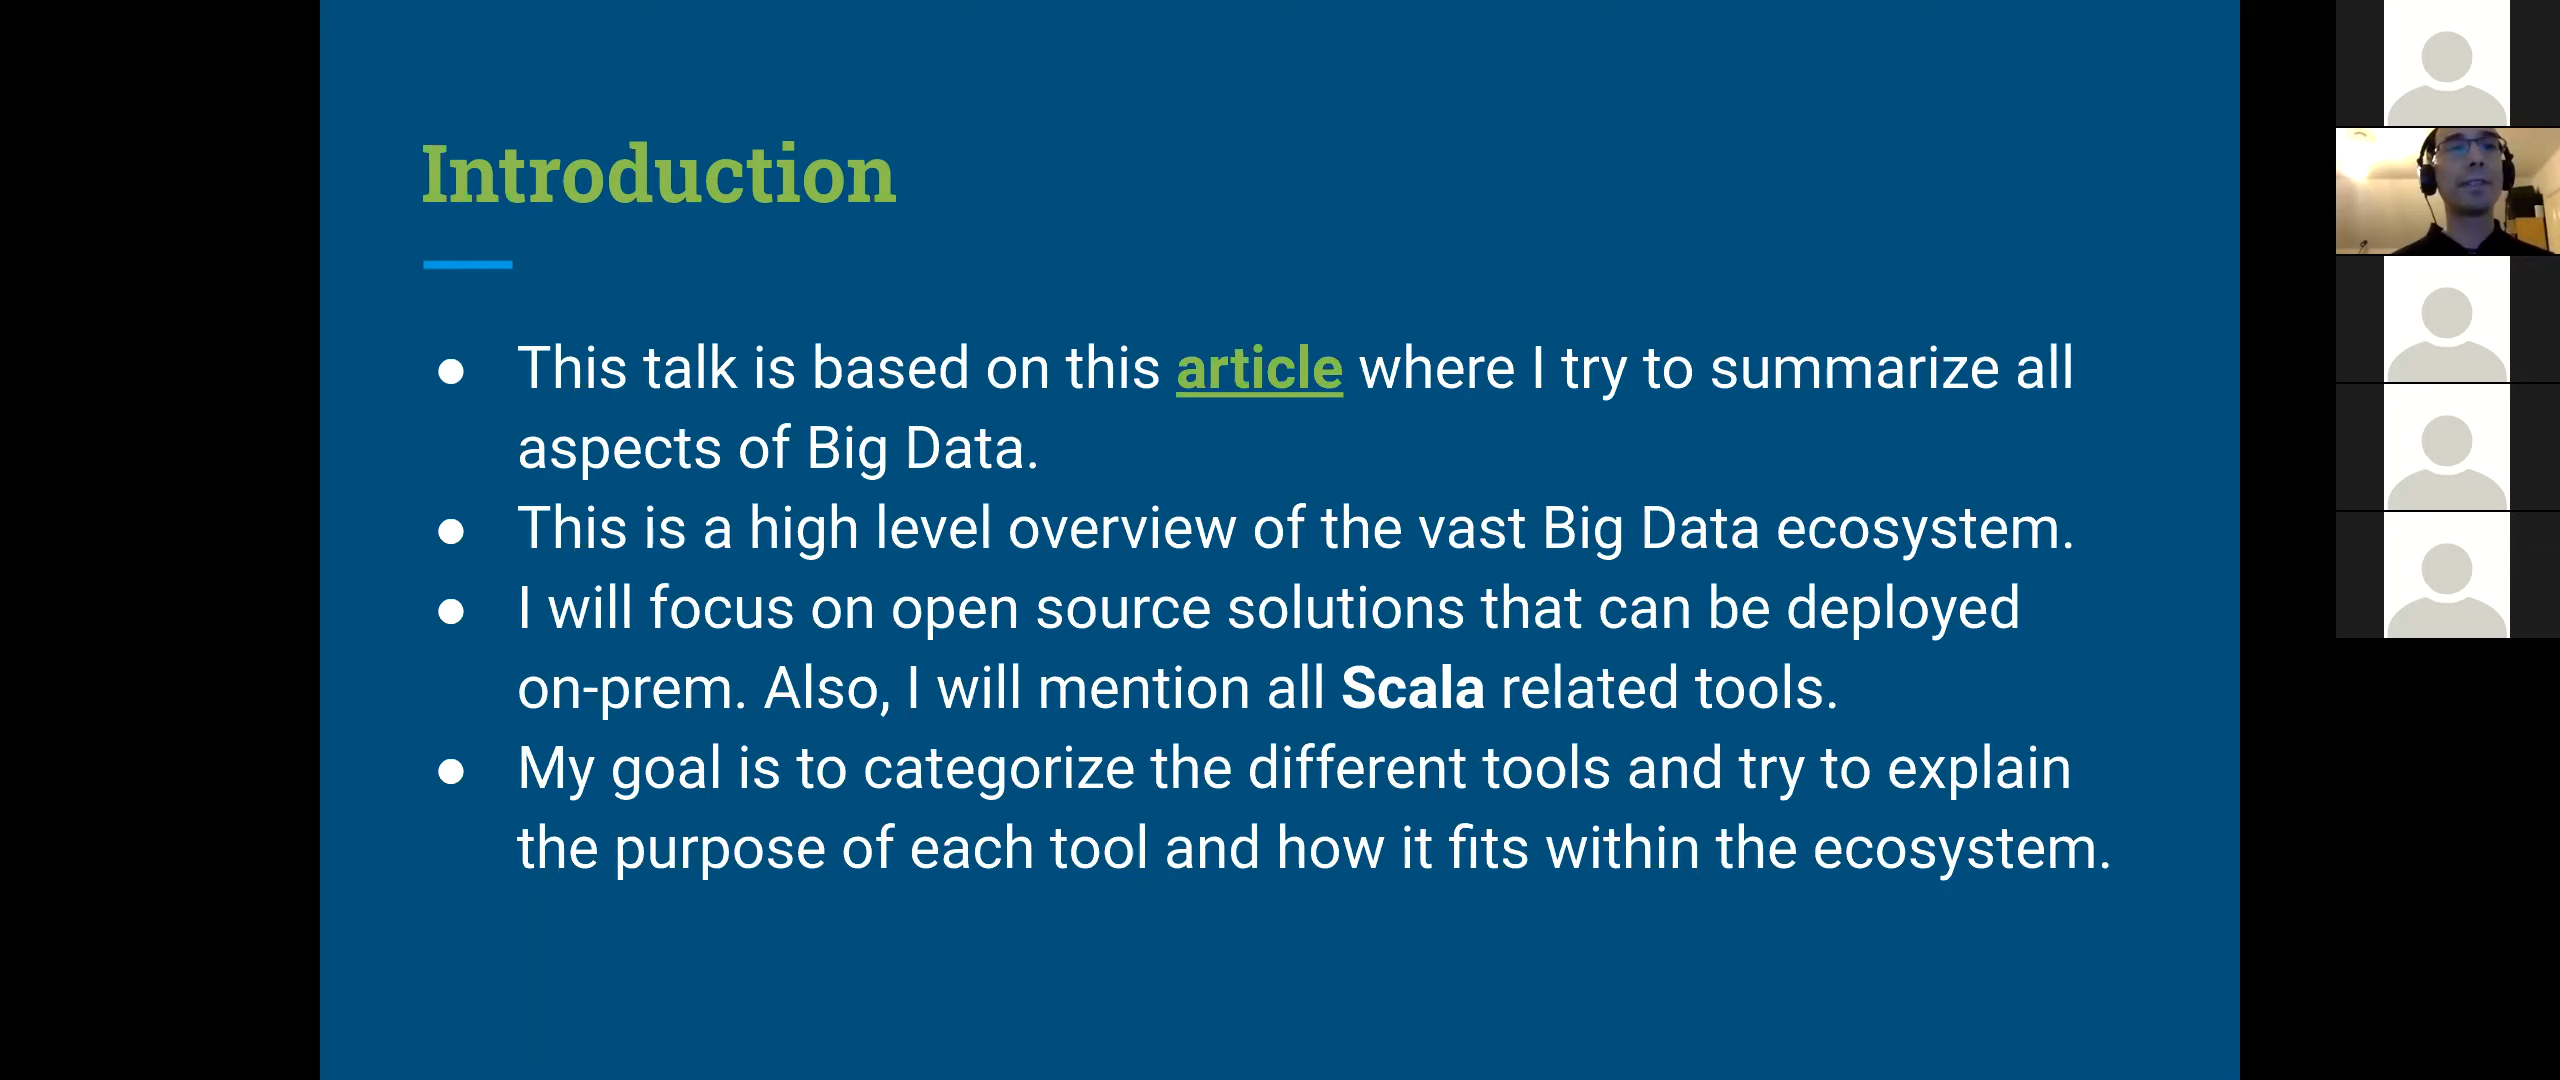 Introduction
● This talk is based on this article where I try to summarize all
aspects of Big Data.
● This is a high level overview of the vast Big Data ecosystem.
● I will focus on open source solutions that can be deployed
on-prem. Also, I will mention all Scala related tools.
● My goal is to categorize the different tools and try to explain
the purpose of each tool and how it fits within the ecosystem.